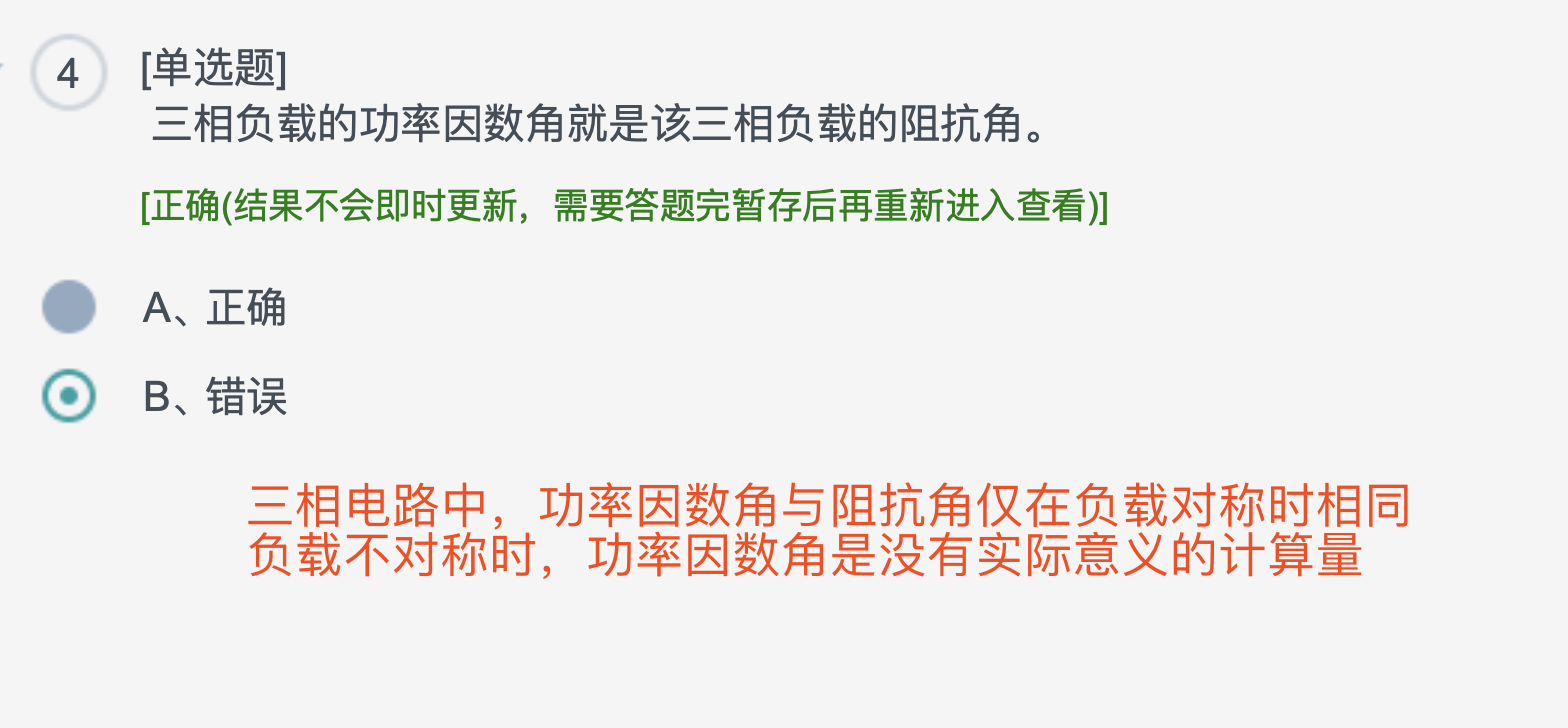 4
[单选题]
三相负载的功率因数角就是该三相负载的阻抗角。
[正确(结果不会即时更新，需要答题完暂存后再重新进入查看)]
A、正确
B、错误
三相电路中，功率因数角与阻抗角仅在负载对称时相同
负载不对称时，功率因数角是没有实际意义的计算量